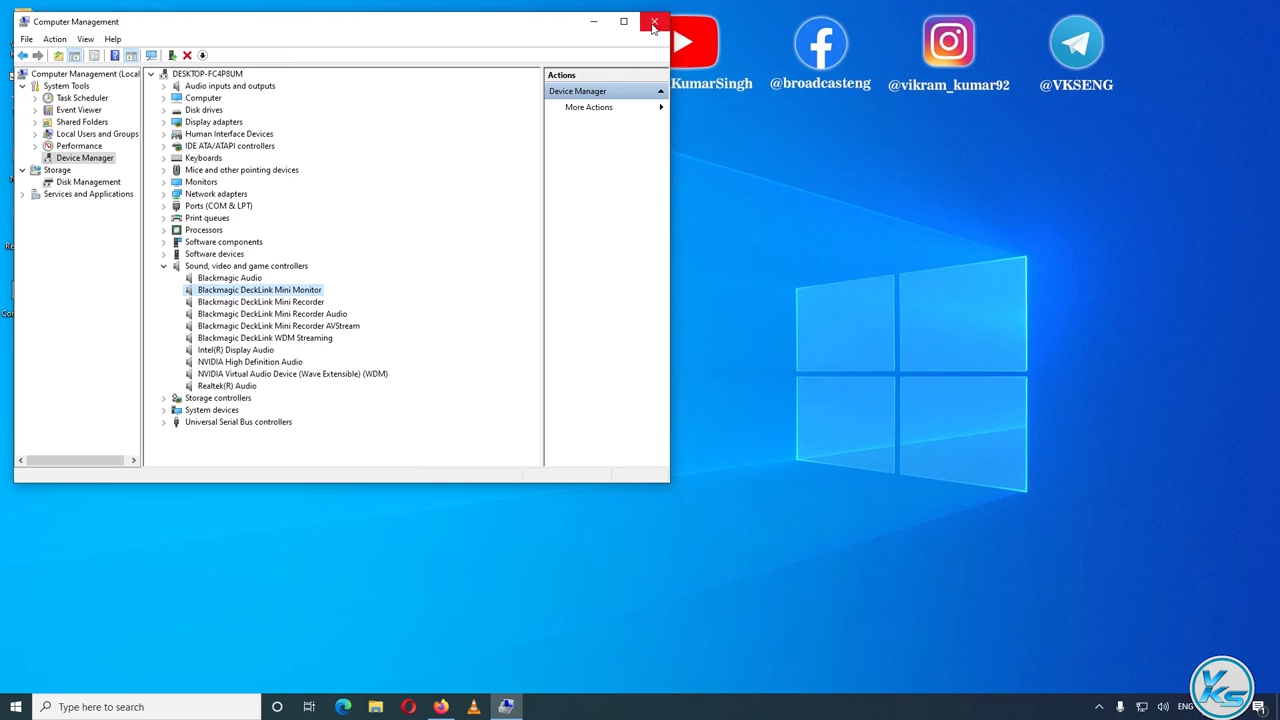 Computer Management
File Action View Help
Computer Management (Local
System Tools
Task Scheduler
Event Viewer
Shared Folders
Local Users and Groups
Performance
Device Manager
Storage
Disk Management
Services and Applications
DESKTOP-FC4P8UM
Audio inputs and outputs
Computer
Disk drives
Display adapters
Human Interface Devices
IDE ATA/ATAPI controllers
Keyboards
Mice and other pointing devices
Monitors
Network adapters
Ports (COM & LPT)
Print queues
Processors
Software components
Software devices
Sound, video and game controllers
Blackmagic Audio
Blackmagic DeckLink Mini Monitor
Blackmagic DeckLink Mini Recorder
Blackmagic DeckLink Mini Recorder Audio
Blackmagic DeckLink Mini Recorder AVStream
Blackmagic DeckLink WDM Streaming
Intel(R) Display Audio
NVIDIA High Definition Audio
NVIDIA Virtual Audio Device (Wave Extensible) (WDM)
Realtek(R) Audio
Storage controllers
System devices
Universal Serial Bus controllers
Actions
Device Manager
More Actions
KumarSingh
@broadcasteng
@vikram_kumar92
@VKSENG
Type here to search
ENG
VKS